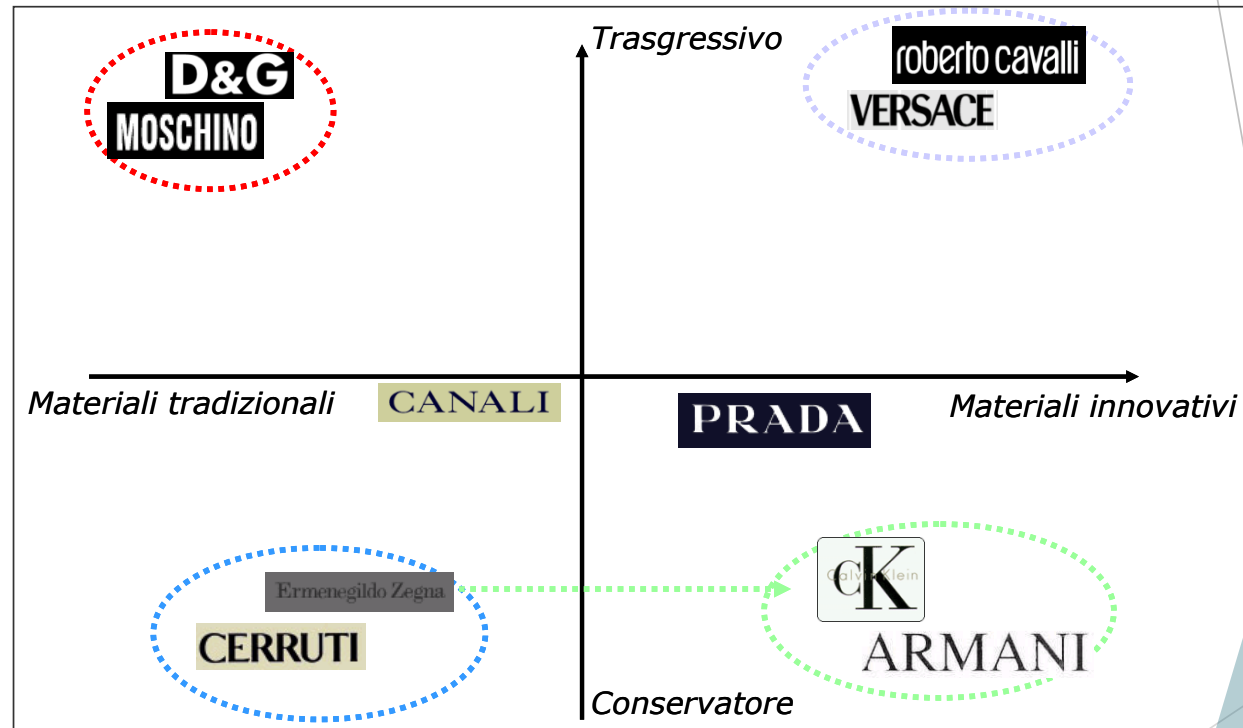 Trasgressivo
D&G
MOSCHINO
roberto cavalli
VERSACE
Materiali tradizionali
CANALI
PRADA
Materiali innovativi
Ermenegildo Zegna
CERRUTI
CK
Calvin Klein
ARMANI
Conservatore